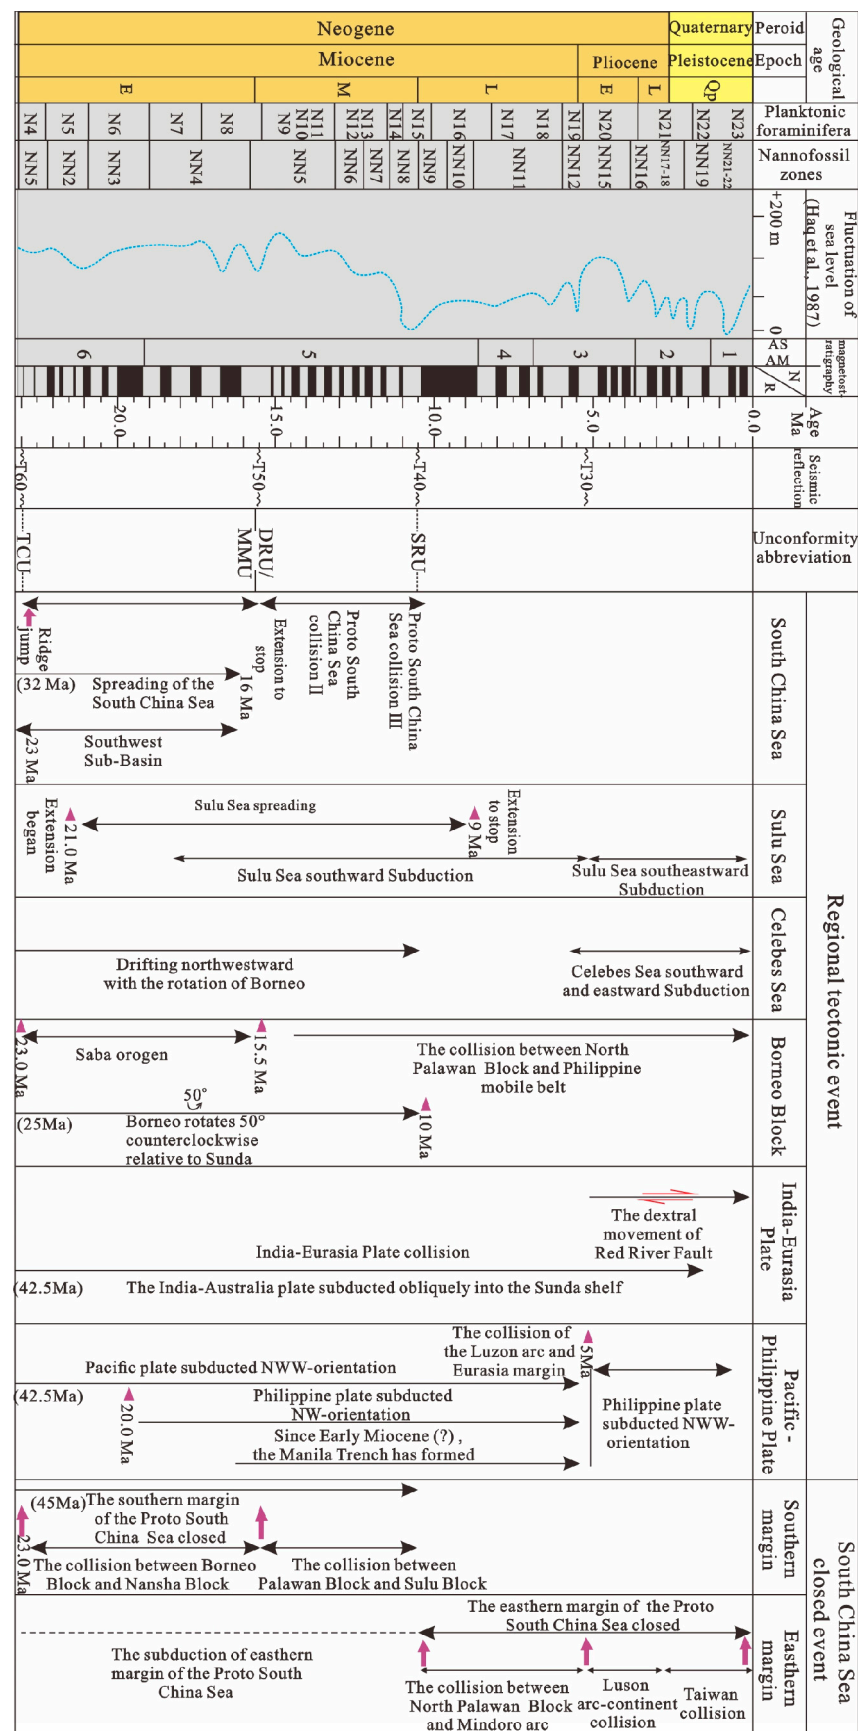 Neogene
Quaternary
Peroid
Geological
age
Miocene
Pliocene
Pleistocene
Epoch
E
M
L
E
L
Qp
N4
N5
N6
N7
N8
N9
N10
N11
N12
N13
N14
N15
N16
N17
N18
N19
N20
N21
N22
N23
Planktonic
foraminifera
NN5
NN2
NN3
NN4
NN5
NN6
NN7
NN8
NN9
NN10
NN11
NN12
NN15
NN16
NN17-18
NN19
NN21-22
Nannofossil
zones
+200 m
0
Fluctuation of
sea level
(Haq et al., 1987)
6
5
4
3
2
1
AS
AM
magnetost-
ratigraphy
N
R
20.0
15.0
10.0
5.0
0.0
Age
Ma
T60
T50
T40
T30
Seismic
reflection
TCU
DRU/
MMU
SRU
Unconformity
abbreviation
Ridge
jump
(32 Ma)
Spreading of the
South China Sea
16 Ma
Extension to
stop
Proto South
China Sea
collision II
Proto South China
Sea collision III
Southwest
Sub-Basin
23 Ma
South China Sea
Extension
began
21.0 Ma
Sulu Sea spreading
9 Ma
Extension
to stop
Sulu Sea southward Subduction
Sulu Sea southeastward
Subduction
Sulu Sea
Drifting northwestward
with the rotation of Borneo
Celebes Sea southward
and eastward Subduction
Celebes Sea
23.0 Ma
Saba orogen
15.5 Ma
The collision between North
Palawan Block and Philippine
mobile belt
50°
(25Ma)
Borneo rotates 50°
counterclockwise
relative to Sunda
10 Ma
Borneo Block
Regional tectonic event
The dextral
movement of
Red River Fault
India-Eurasia Plate collision
(42.5Ma)
The India-Australia plate subducted obliquely into the Sunda shelf
India-Eurasia
Plate
The collision of
the Luzon arc and
Eurasia margin
5Ma
Pacific plate subducted NWW-orientation
(42.5Ma)
20.0 Ma
Philippine plate subducted
NW-orientation
Since Early Miocene (?) ,
the Manila Trench has formed
Philippine plate
subducted NWW-
orientation
Pacific -
Philippine Plate
(45Ma)
The southern margin
of the Proto South
China Sea closed
23.0 Ma
The collision between Borneo
Block and Nansha Block
The collision between
Palawan Block and Sulu Block
Southern
margin
The easthern margin of the Proto
South China Sea closed
The subduction of easthern
margin of the Proto South
China Sea
The collision between
North Palawan Block
and Mindoro arc
Luson
arc-continent
collision
Taiwan
collision
Easthern
margin
South China Sea
closed event